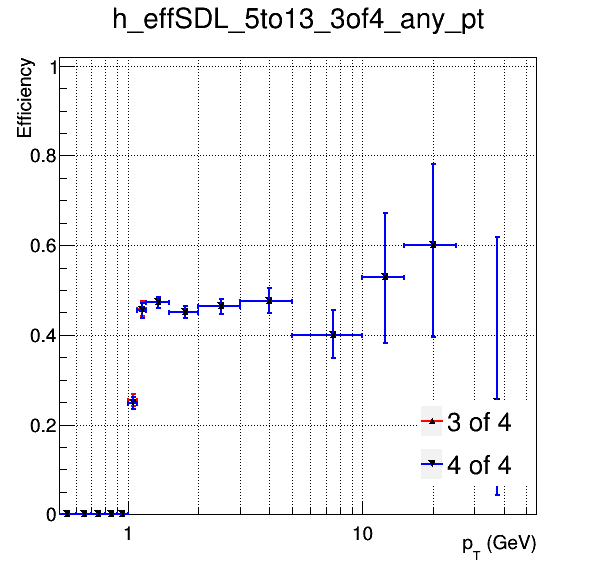 h_effSDL_5to13_3of4_any_pt
Efficiency
1
0.8
0.6
0.4
0.2
0
3 of 4
4 of 4
1
10
p_T (GeV)